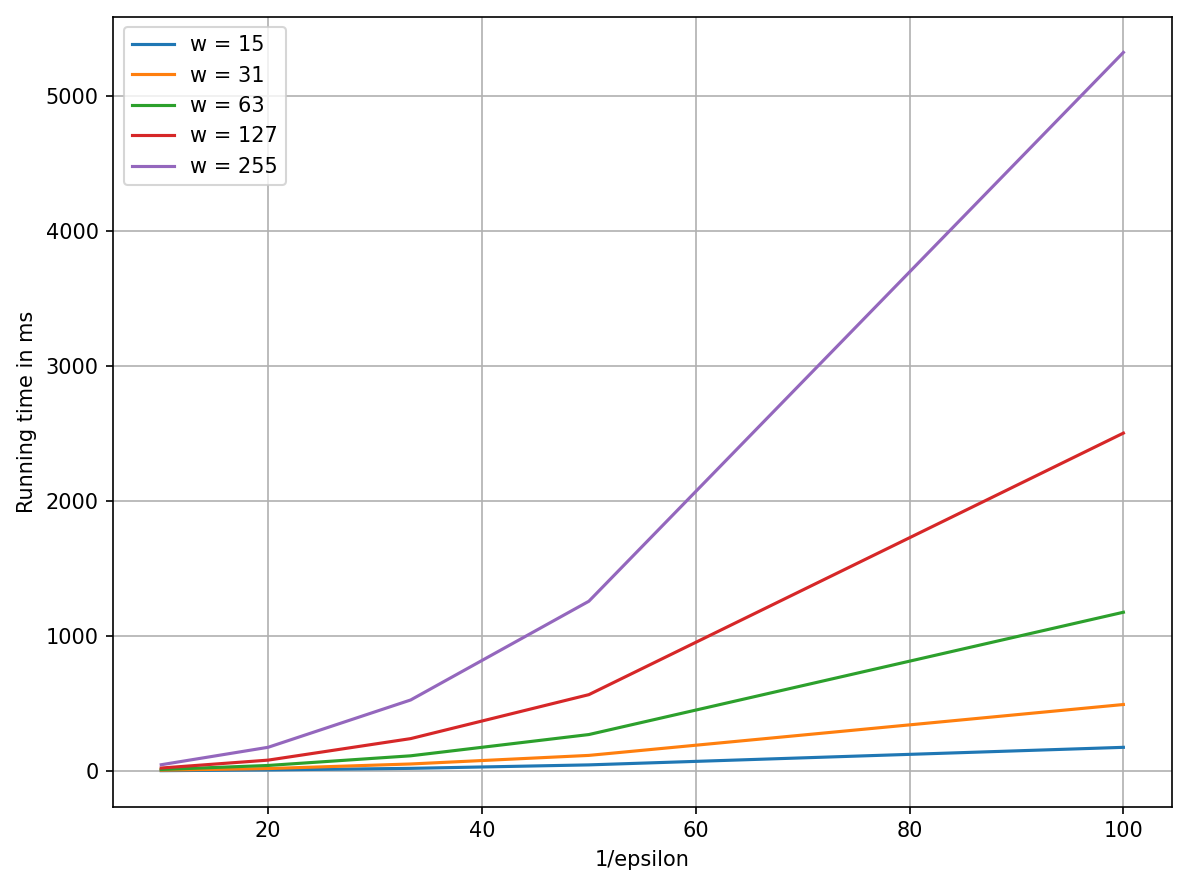 w = 15
w = 31
w = 63
w = 127
w = 255
Running time in ms
5000
4000
3000
2000
1000
0
20 40 60 80 100
1/epsilon